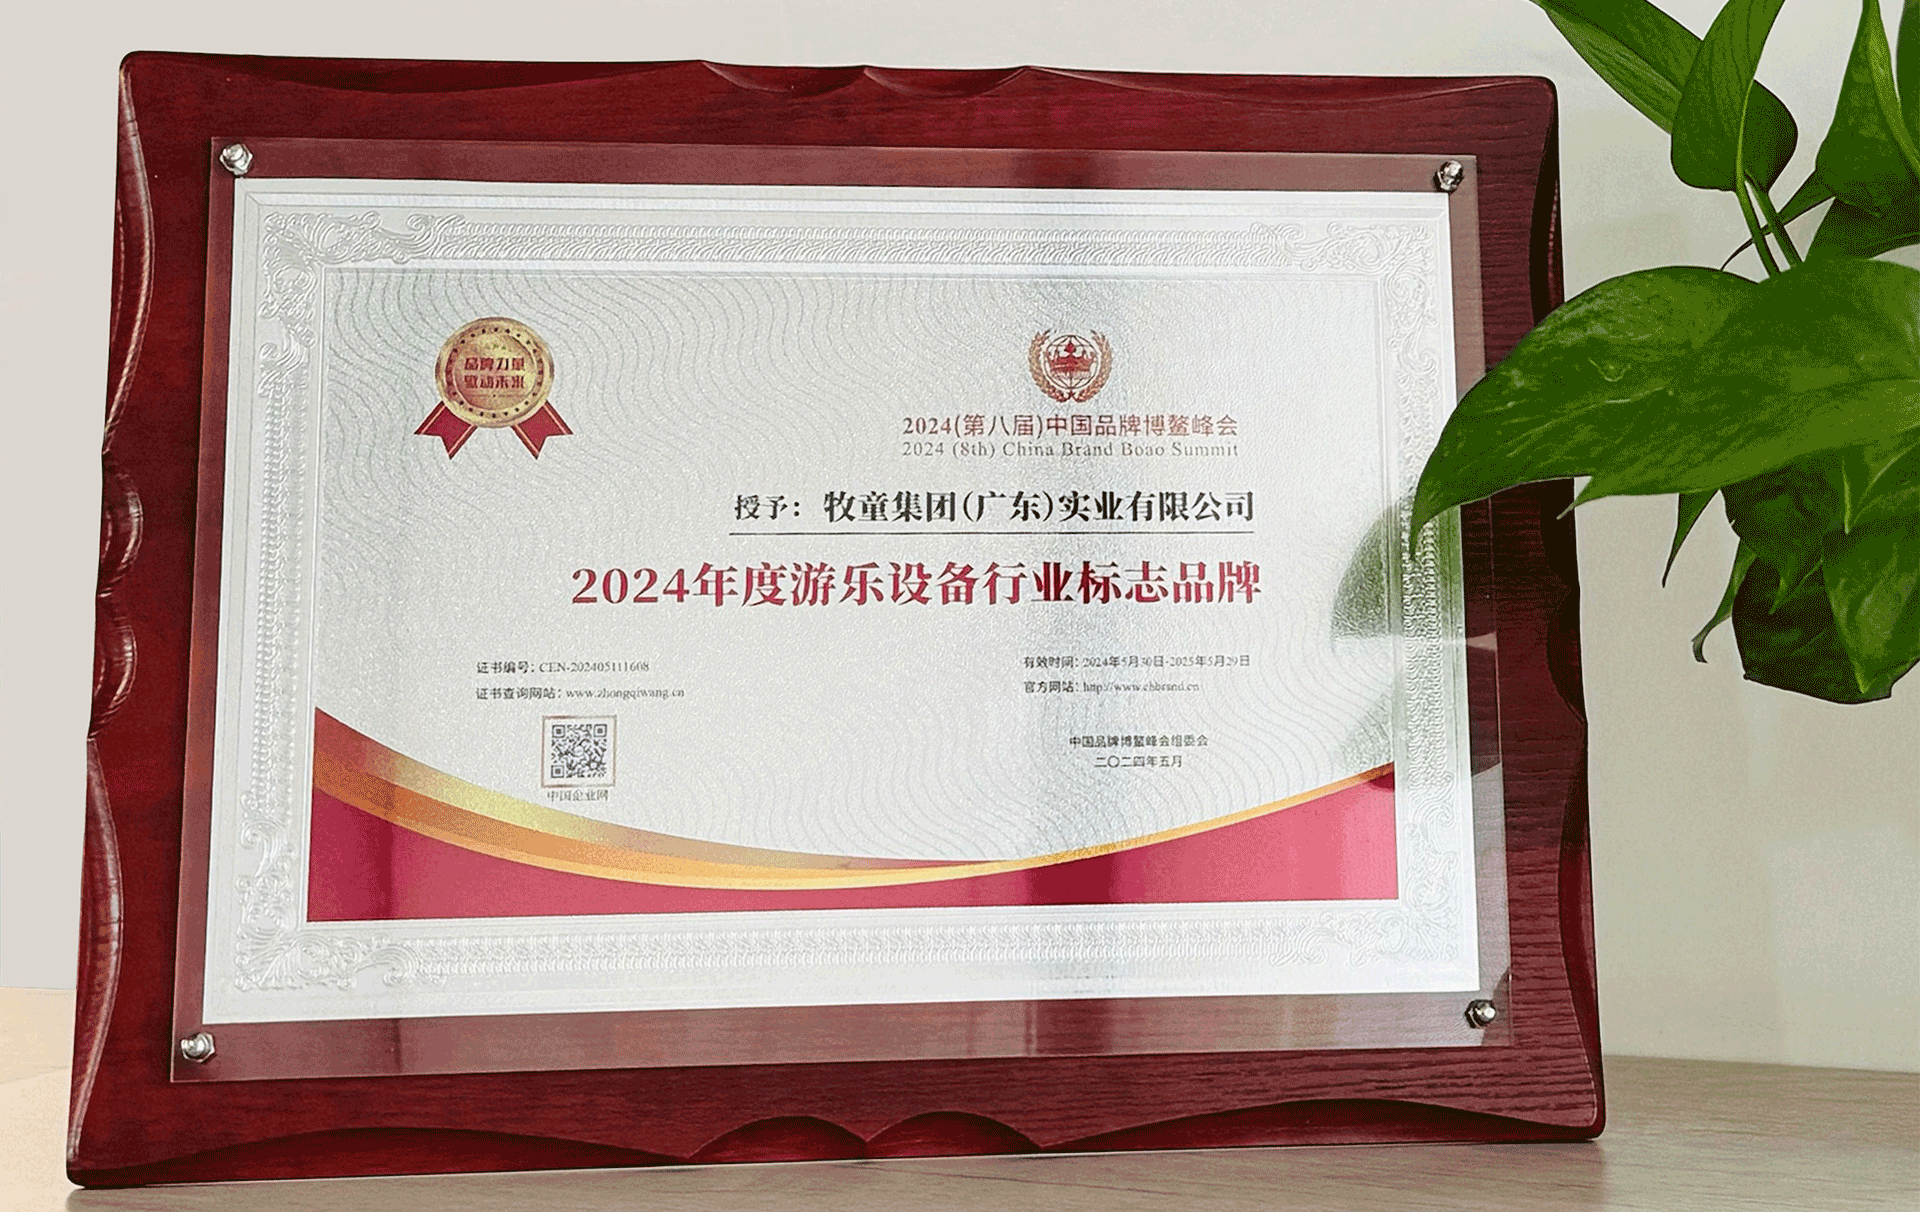 品牌力量
驱动未来
2024(第八届)中国品牌博鳌峰会
2024 (8th) China Brand Boao Summit
授予：牧童集团(广东)实业有限公司
2024年度游乐设备行业标志品牌
证书编号：CEN-202405111608
证书查询网站：www.zhongqiwang.cn
有效时间：2024年5月30日-2025年5月29日
官方网站：http://www.chbrand.cn
中国企业网
中国品牌博鳌峰会组委会
二〇二四年五月